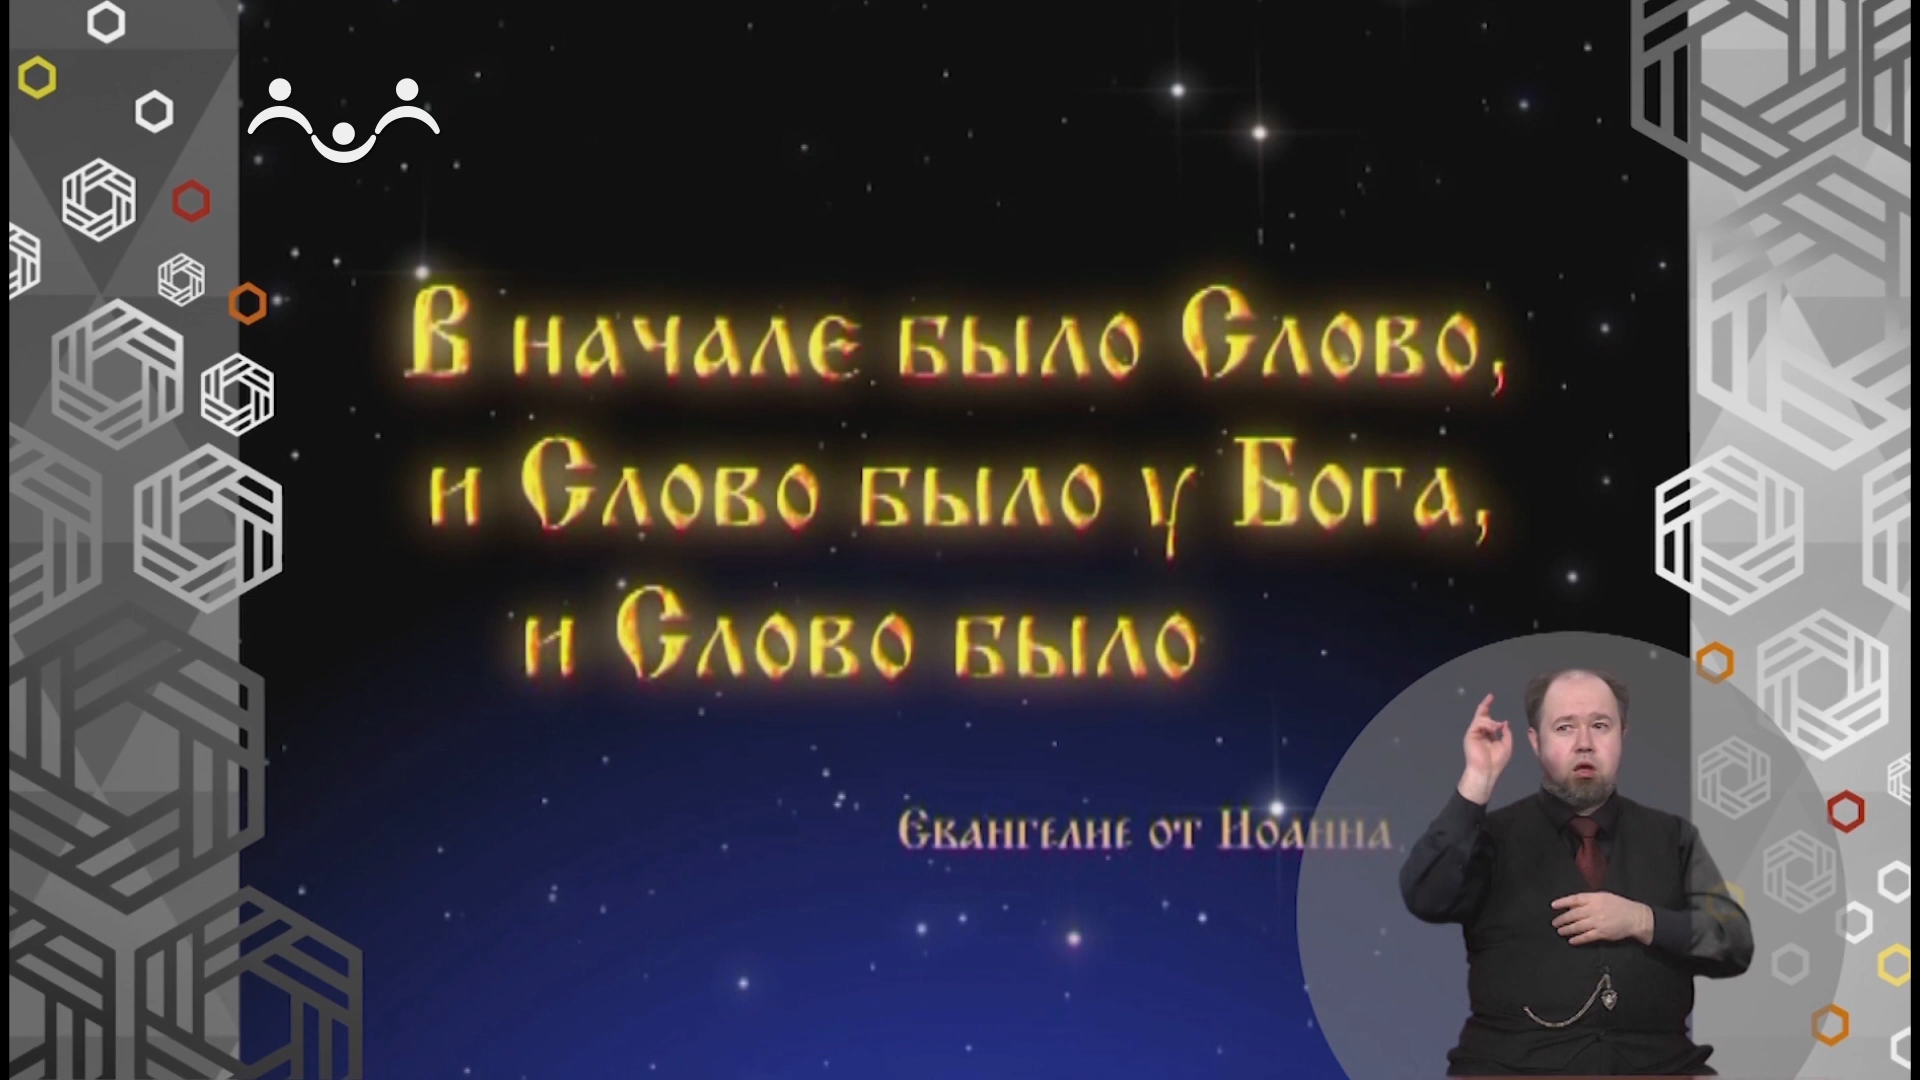 В начале было Слово,
и Слово было у Бога,
и Слово было
Евангелие от Иоанна